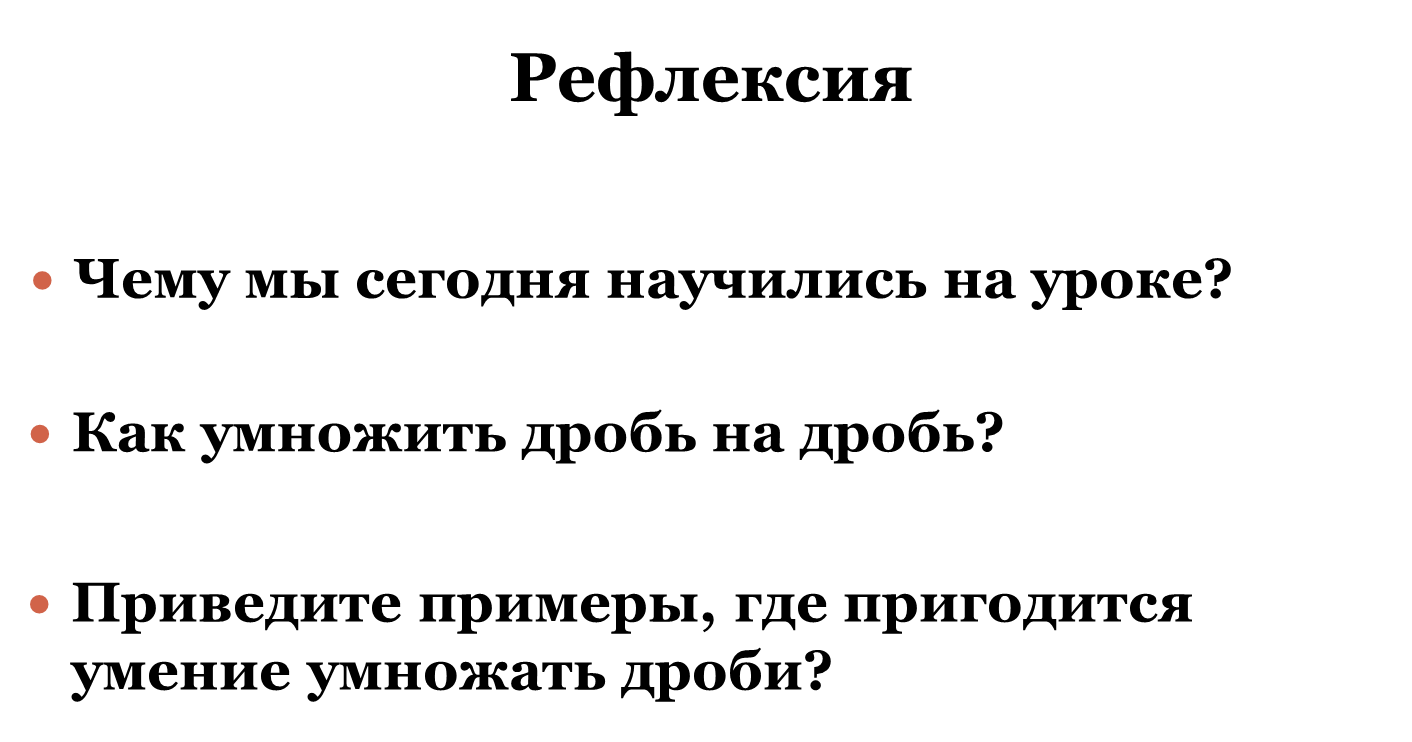 Рефлексия
• Чему мы сегодня научились на уроке?
• Как умножить дробь на дробь?
• Приведите примеры, где пригодится
умение умножать дроби?